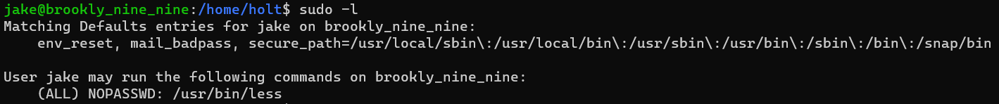 jake@brookly_nine_nine:/home/holt$ sudo -l
Matching Defaults entries for jake on brookly_nine_nine:
    env_reset, mail_badpass, secure_path=/usr/local/sbin\:/usr/local/bin\:/usr/sbin\:/usr/bin\:/sbin\:/bin\:/snap/bin

User jake may run the following commands on brookly_nine_nine:
    (ALL) NOPASSWD: /usr/bin/less